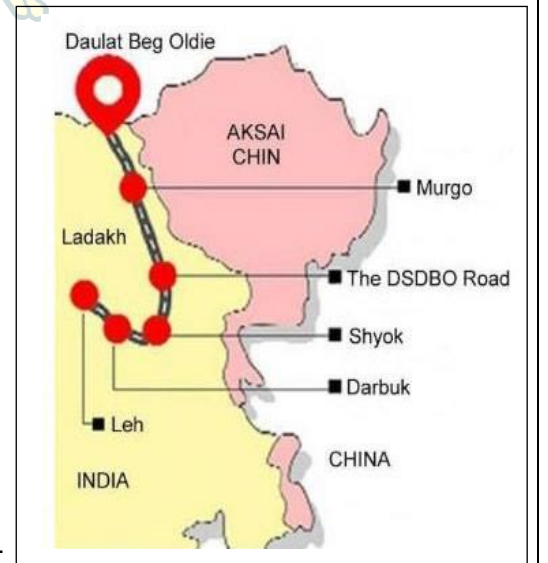 Daulat Beg Oldie
AKSAI
CHIN
Murgo
Ladakh
The DSDBO Road
Shyok
Darbuk
Leh
CHINA
INDIA